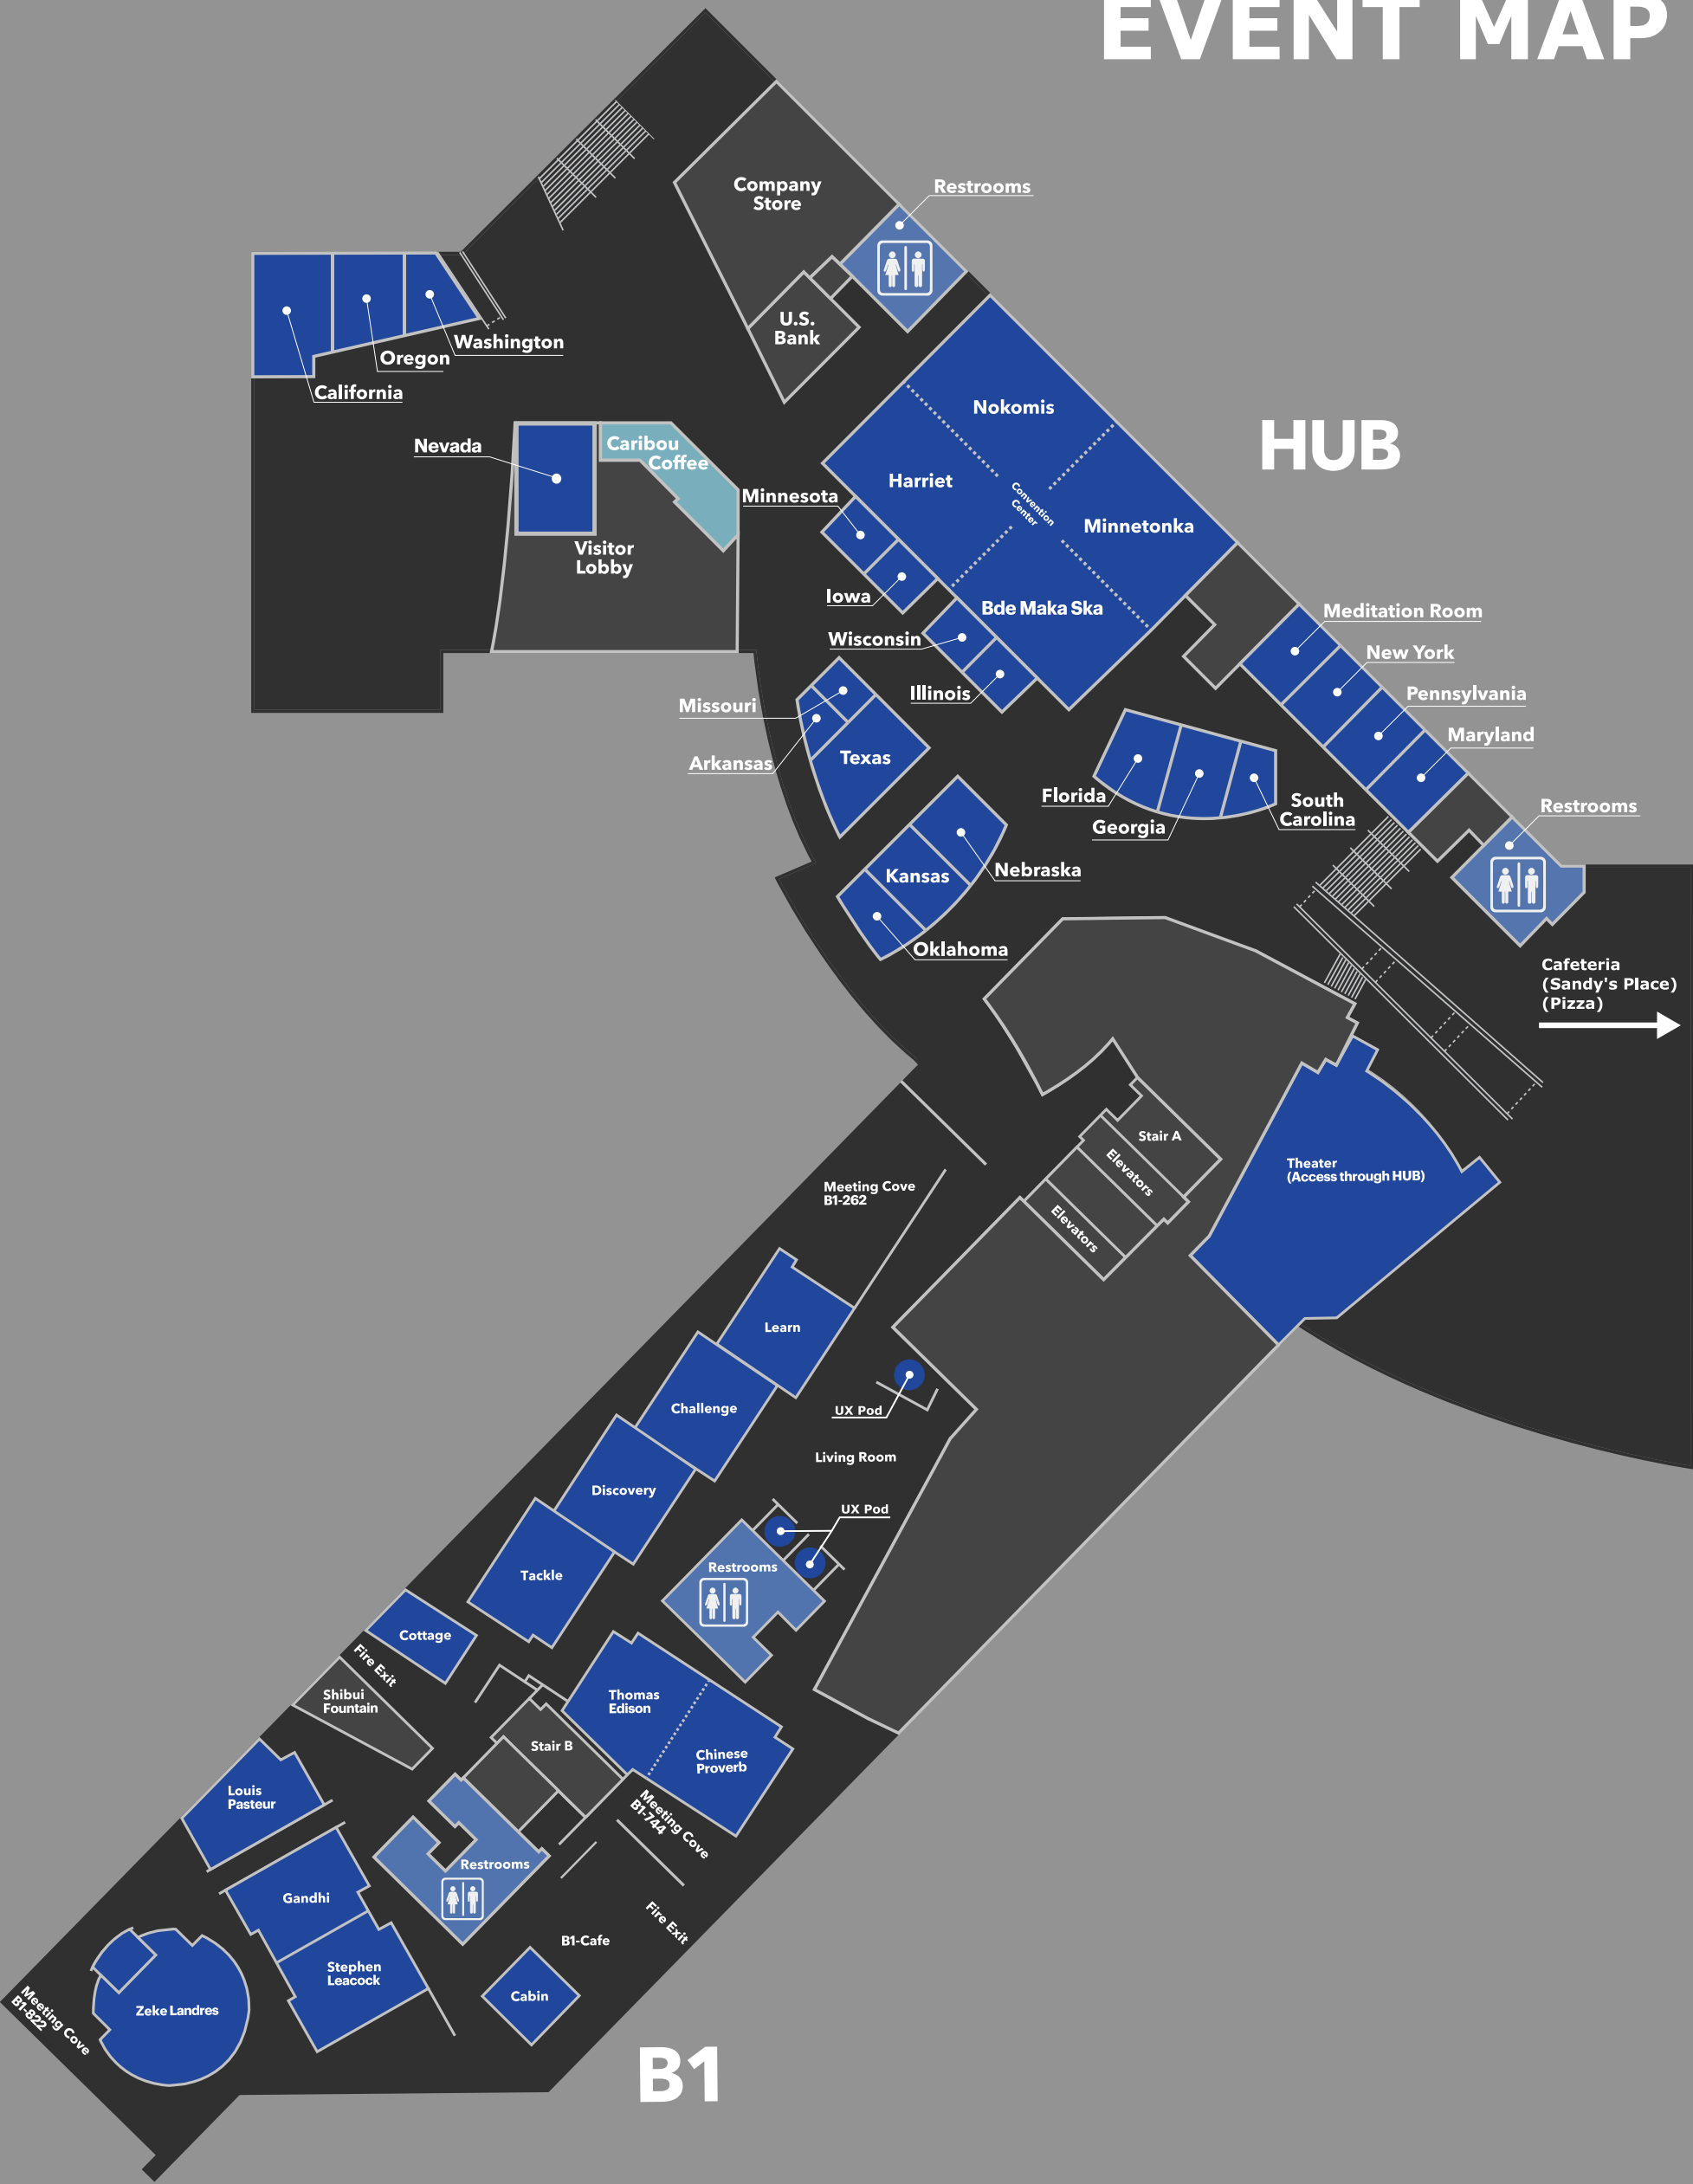 EVENT MAP
Company
Store
Restrooms
U.S.
Bank
Washington
Oregon
California
Nokomis
HUB
Nevada
Caribou
Coffee
Harriet
Minnesota
Convention
Center
Minnetonka
Visitor
Lobby
Iowa
Bde Maka Ska
Meditation Room
Wisconsin
New York
Illinois
Pennsylvania
Missouri
Maryland
Texas
Arkansas
Florida
South
Carolina
Restrooms
Georgia
Nebraska
Kansas
Oklahoma
Cafeteria
(Sandy's Place)
(Pizza)
Stair A
Elevators
Elevators
Theater
(Access through HUB)
Meeting Cove
B1-262
Learn
Challenge
UX Pod
Living Room
Discovery
UX Pod
Restrooms
Tackle
Cottage
Fire Exit
Shibui
Fountain
Thomas
Edison
Stair B
Chinese
Proverb
Louis
Pasteur
Meeting Cove
B1-744
Restrooms
Gandhi
Fire Exit
B1-Cafe
Stephen
Leacock
Cabin
Zeke Landres
Meeting Cove
B1-822
B1